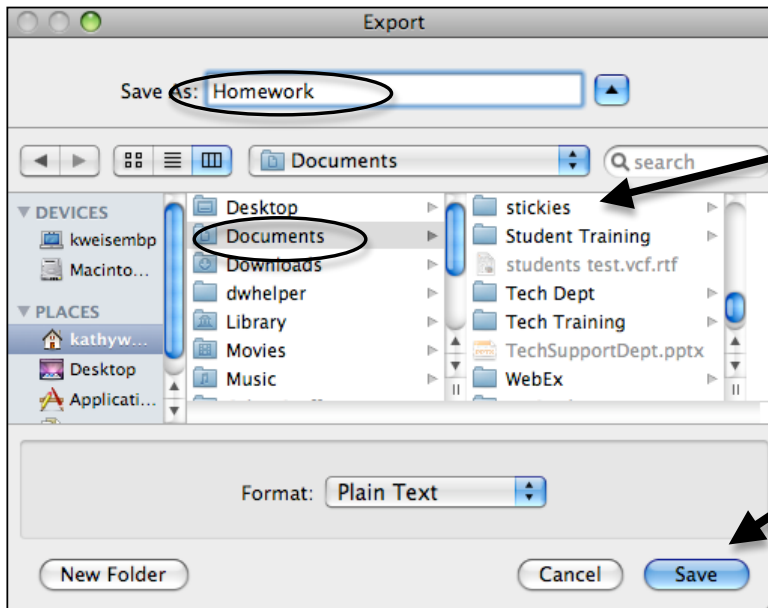 Export
Save As: Homework
Documents
search
DEVICES
kweisembp
Macinto...
PLACES
kathyw...
Desktop
Applicati...
Desktop
Documents
Downloads
dwhelper
Library
Movies
Music
stickies
Student Training
students test.vcf.rtf
Tech Dept
Tech Training
TechSupportDept.pptx
WebEx
Format: Plain Text
New Folder
Cancel
Save